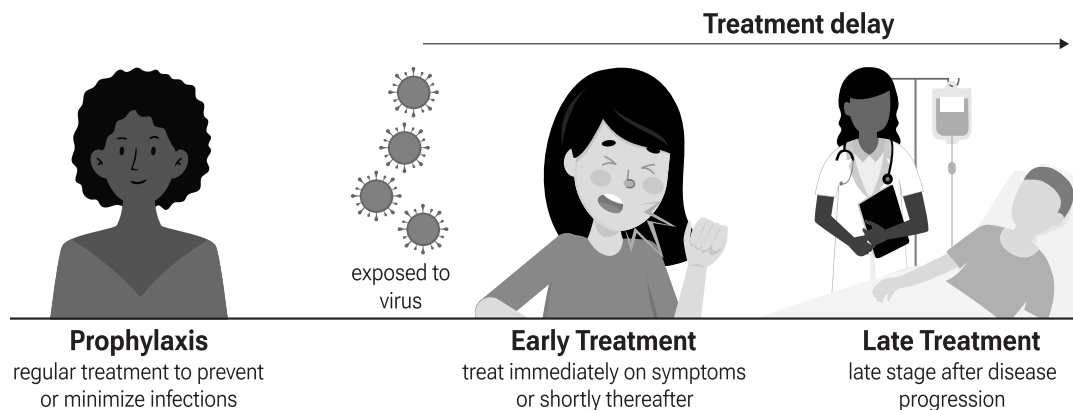 Treatment delay
exposed to
virus
Prophylaxis
regular treatment to prevent
or minimize infections
Early Treatment
treat immediately on symptoms
or shortly thereafter
Late Treatment
late stage after disease
progression